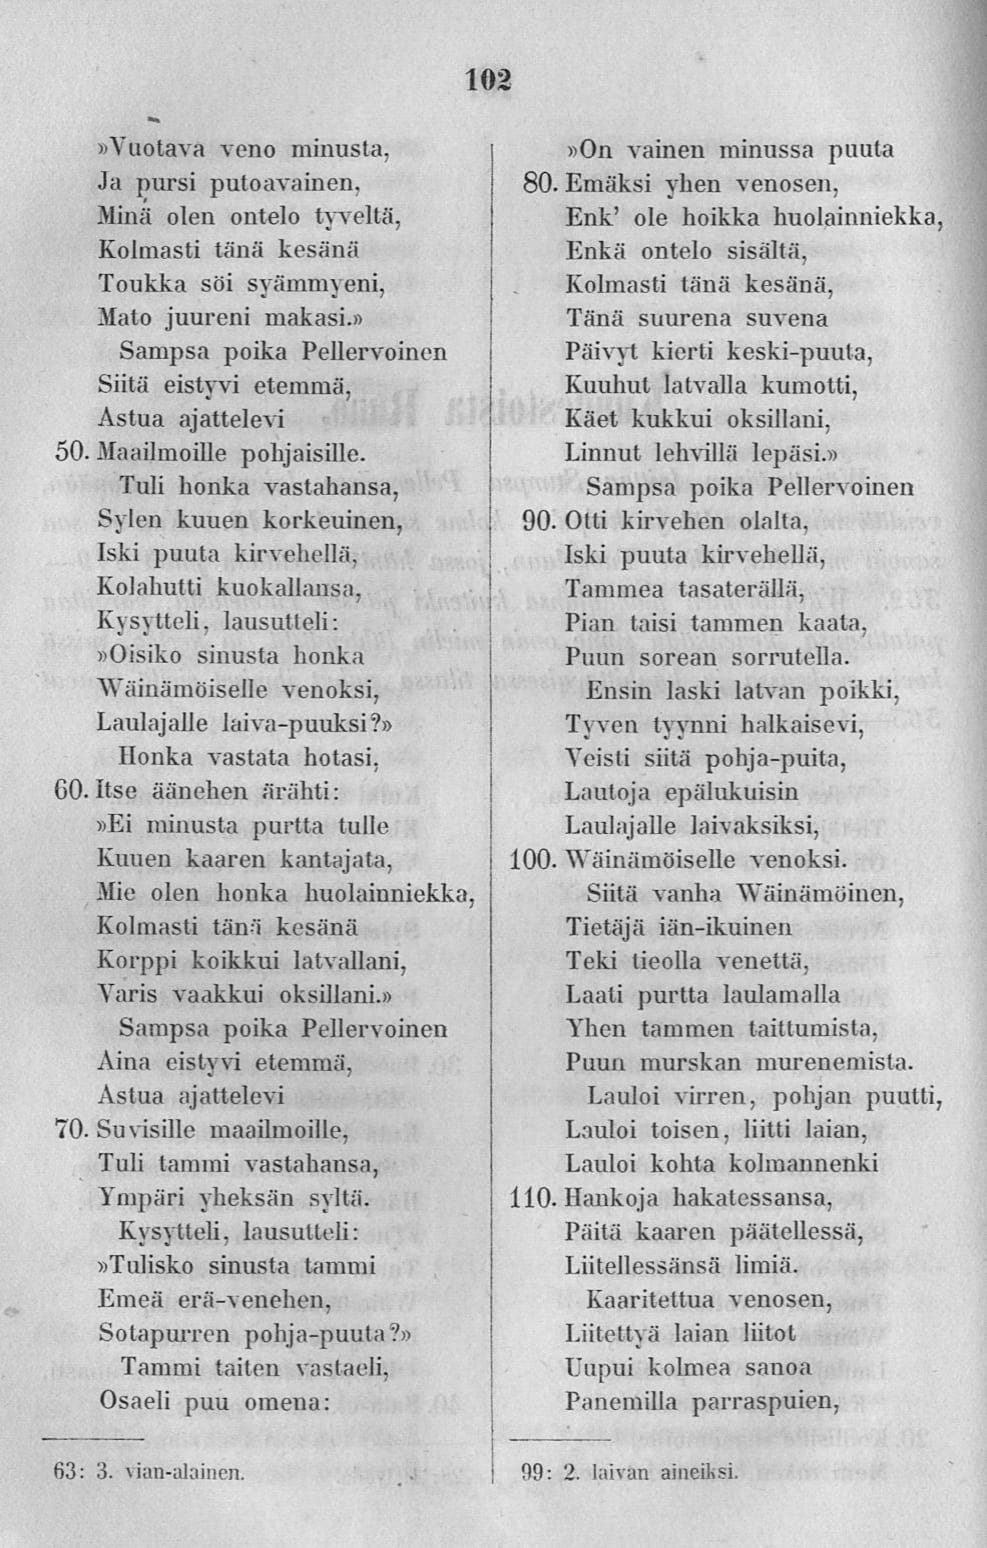 102
»Vuotava veno minusta,
Ja pursi putoavainen,
Minä olen ontelo tyveltä,
Kolmasti tänä kesänä
Toukka söi syämmyeni,
Mato juureni makasi.»
Sampsa poika Pellervoinen
Siitä eistyvi etemmä,
Astua ajattelevi
50. Maailmoille pohjaisille.
Tuli honka vastahansa,
Sylen kuuen korkeuinen,
Iski puuta kirvehellä,
Kolahutti kuokallansa,
Kysytteli, lausutteli:
»Oisiko sinusta honka
Wäinämöiselle venoksi,
Laulajalle laiva-puuksi?»
Honka vastata hotasi,
60. Itse äänehen ärähti:
»Ei minusta purtta tulle
Kuuen kaaren kantajata,
Mie olen honka huolainniekka,
Kolmasti tänä kesänä
Korppi koikkui latvallani,
Varis vaakkui oksillani.»
Sampsa poika Pellervoinen
Aina eistyvi etemmä,
Astua ajattelevi
70. Suvisille maailmoille,
Tuli tammi vastahansa,
Ympäri yheksän syltä.
Kysytteli, lausutteli:
»Tulisko sinusta tammi
Emeä erä-venehen,
Sotapurren pohja-puuta?»
Tammi taiten vastaeli,
Osaeli puu omena:
63: 3. vian-alainen.
»On vainen minussa puuta
80. Emäksi yhen venosen,
Enk' ole hoikka huolainniekka,
Enkä ontelo sisältä,
Kolmasti tänä kesänä,
Tänä suurena suvena
Päivyt kierti keski-puuta,
Kuuhut latvalla kumotti,
Käet kukkui oksillani,
Linnut lehvillä lepäsi.»
Sampsa poika Pellervoinen
90. Otti kirvehen olalta,
Iski puuta kirvehellä,
Tammea tasaterällä,
Pian taisi tammen kaata,
Puun sorean sorrutella.
Ensin laski latvan poikki,
Tyven tyynni halkaisevi,
Veisti siitä pohja-puita,
Lautoja epälukuisin
Laulajalle laivaksiksi,
100. Wäinämöiselle venoksi.
Siitä vanha Wäinämöinen,
Tietäjä iän-ikuinen
Teki tieolla venettä,
Laati purtta laulamalla
Yhen tammen taittumista,
Puun murskan murenemista.
Lauloi virren, pohjan puutti,
Lauloi toisen, liitti laian,
Lauloi kohta kolmannenki
110. Hankoja hakatessansa,
Päitä kaaren päätellessä,
Liitellessänsä limiä.
Kaaritettua venosen,
Liitettyä laian liitot
Uupui kolmea sanoa
Panemilla parraspuien,
99: 2. laivan aineiksi.